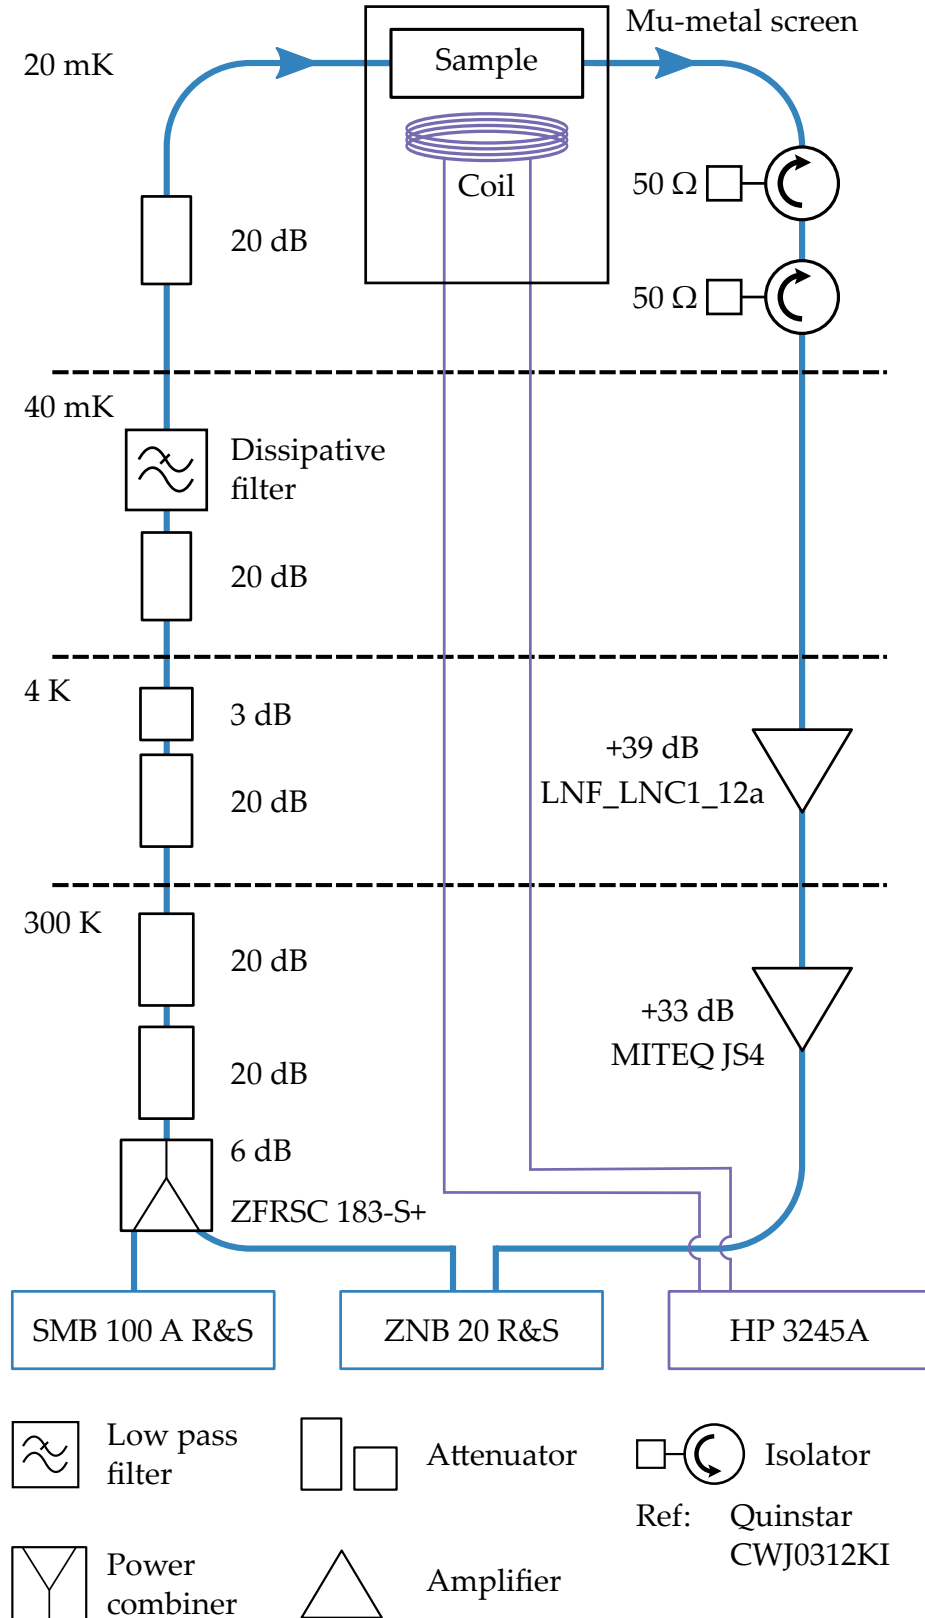 Mu-metal screen
20 mK
Sample
Coil
50 Ω
20 dB
50 Ω
40 mK
Dissipative
filter
20 dB
4 K
3 dB
+39 dB
LNF_LNC1_12a
20 dB
300 K
20 dB
+33 dB
MITEQ JS4
20 dB
6 dB
ZFRSC 183-S+
SMB 100 A R&S
ZNB 20 R&S
HP 3245A
Low pass
filter
Attenuator
Isolator
Ref: Quinstar
CWJ0312KI
Power
combiner
Amplifier